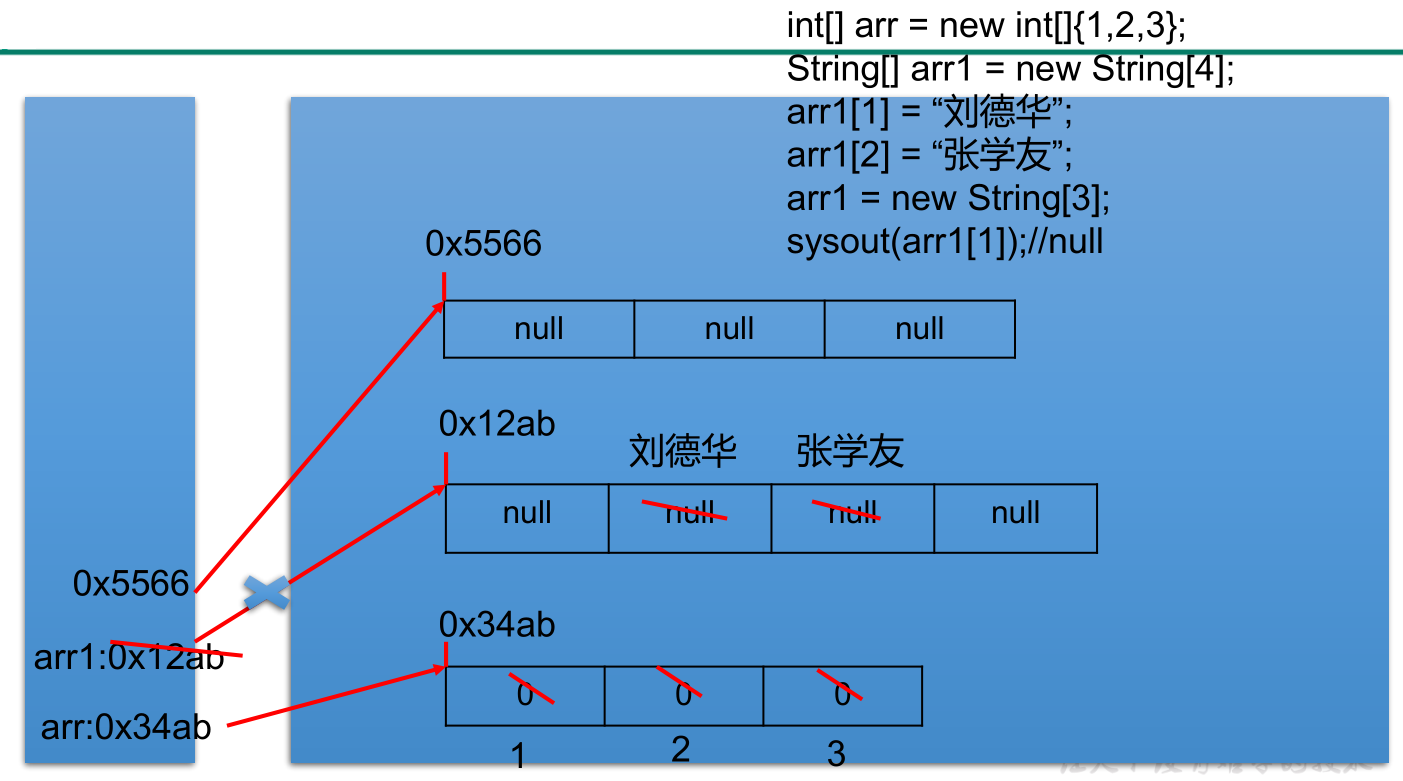 int[] arr = new int[]{1,2,3};
String[] arr1 = new String[4];
arr1[1] = “刘德华”;
arr1[2] = “张学友”;
arr1 = new String[3];
sysout(arr1[1]);//null
0x5566
null null null
0x12ab
刘德华 张学友
null null null null
0x5566
0x34ab
arr1:0x12ab
0 0 0
arr:0x34ab
1 2 3